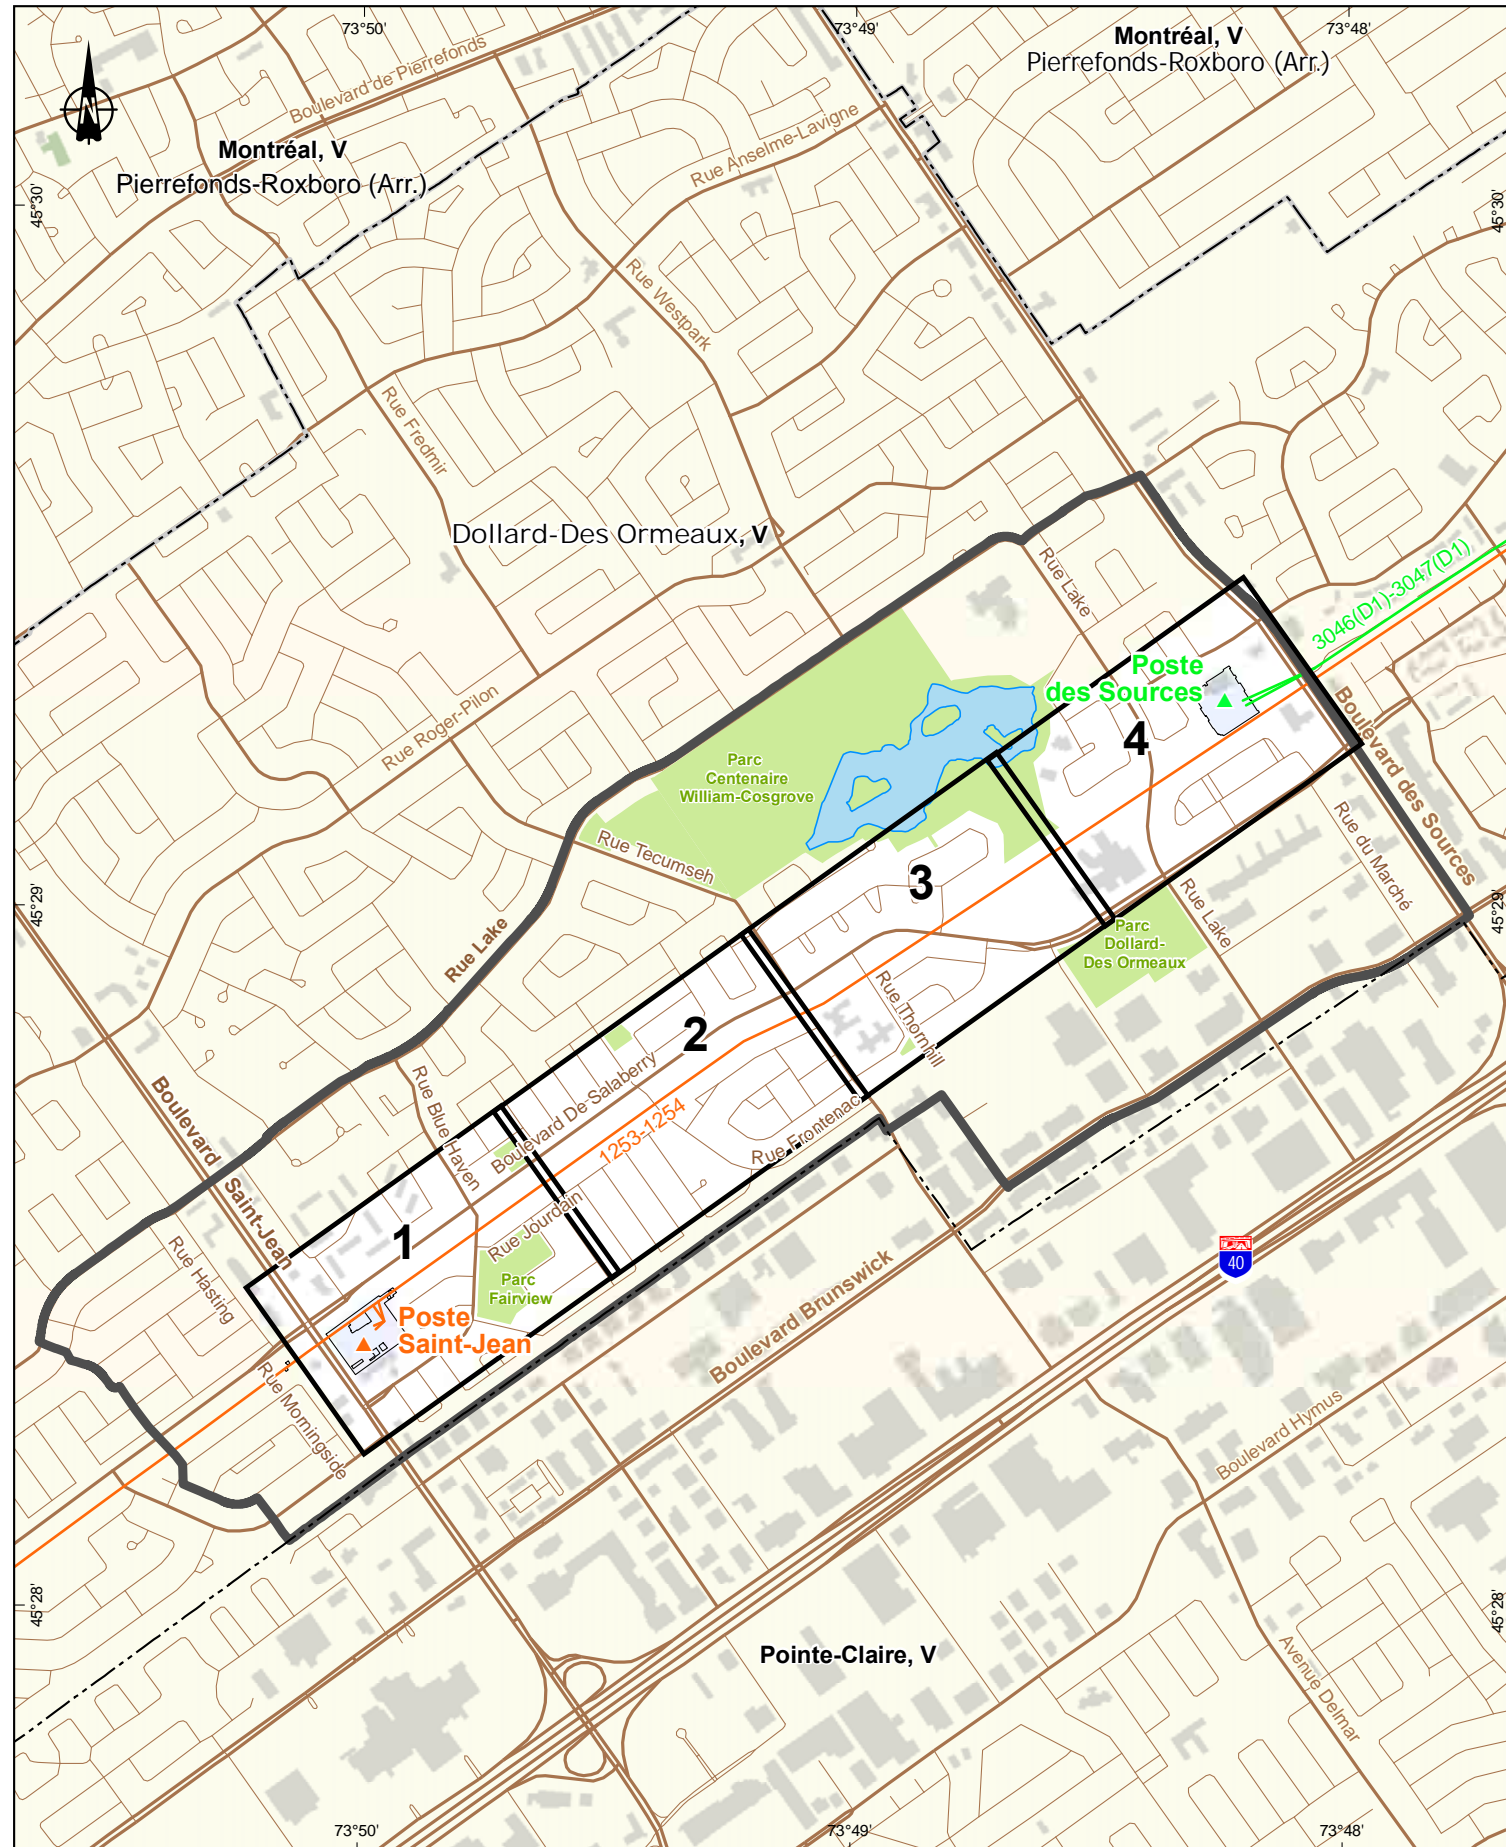 73°50'
73°49'
73°48'
Montréal, V
Pierrefonds-Roxboro (Arr.)
Boulevard de Pierrefonds
N
Montréal, V
Pierrefonds-Roxboro (Arr.)
Rue Anselme-Lavigne
45°30'
45°30'
Rue Westpark
Rue Fredmir
Dollard-Des Ormeaux, V
Rue Lake
3046(D1)-3047(D1)
Poste
des Sources
Rue Roger-Pilon
Boulevard des Sources
4
Parc
Centenaire
William-Cosgrove
Rue Tecumseh
Rue du Marché
3
45°29'
45°29'
Rue Lake
Rue Lake
Parc
Dollard-
Des Ormeaux
Rue Thornhill
2
Boulevard De Salaberry
Rue Blue Haven
1253-1254
Rue Frontenac
Boulevard Saint-Jean
Rue Jourdain
1
Rue Hasting
Parc
Fairview
40
Poste
Saint-Jean
Boulevard Brunswick
Rue Morningside
Boulevard Hymus
45°28'
45°28'
Pointe-Claire, V
Avenue Delmar
73°50'
73°49'
73°48'